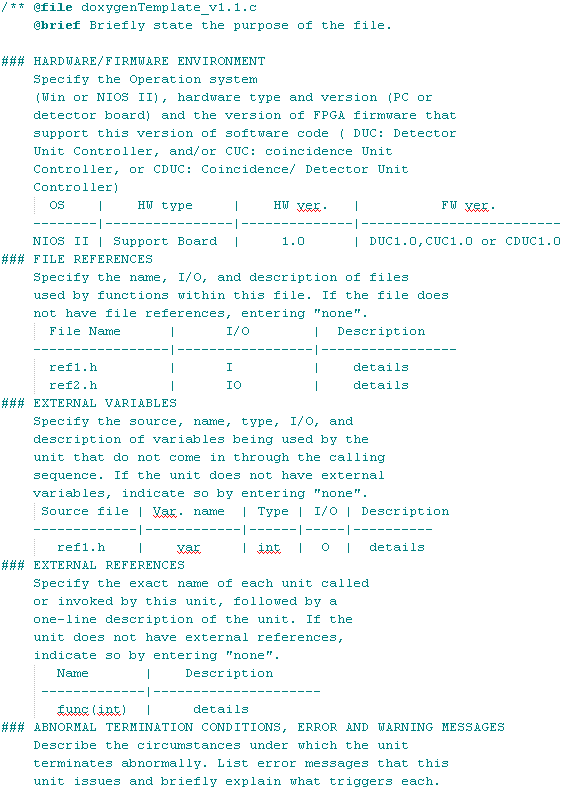 /** @file doxygenTemplate_v1.1.c
@brief Briefly state the purpose of the file.
### HARDWARE/FIRMWARE ENVIRONMENT
Specify the Operation system
(Win or NIOS II), hardware type and version (PC or
detector board) and the version of FPGA firmware that
support this version of software code ( DUC: Detector
Unit Controller, and/or CUC: coincidence Unit
Controller, or CDUC: Coincidence/ Detector Unit
Controller)
OS | HW type | HW ver. | FW ver.
--------|----------------|--------------|-------------------------
NIOS II | Support Board | 1.0 | DUC1.0,CUC1.0 or CDUC1.0
### FILE REFERENCES
Specify the name, I/O, and description of files
used by functions within this file. If the file does
not have file references, entering "none".
File Name | I/O | Description
-----------------|-----------------|-----------------
ref1.h | I | details
ref2.h | IO | details
### EXTERNAL VARIABLES
Specify the source, name, type, I/O, and
description of variables being used by the
unit that do not come in through the calling
sequence. If the unit does not have external
variables, indicate so by entering "none".
Source file | Var. name | Type | I/O | Description
-------------|------------|------|-----|----------
ref1.h | var | int | O | details
### EXTERNAL REFERENCES
Specify the exact name of each unit called
or invoked by this unit, followed by a
one-line description of the unit. If the
unit does not have external references,
indicate so by entering "none".
Name | Description
-------------|---------------------
func(int) | details
### ABNORMAL TERMINATION CONDITIONS, ERROR AND WARNING MESSAGES
Describe the circumstances under which the unit
terminates abnormally. List error messages that this
unit issues and briefly explain what triggers each.